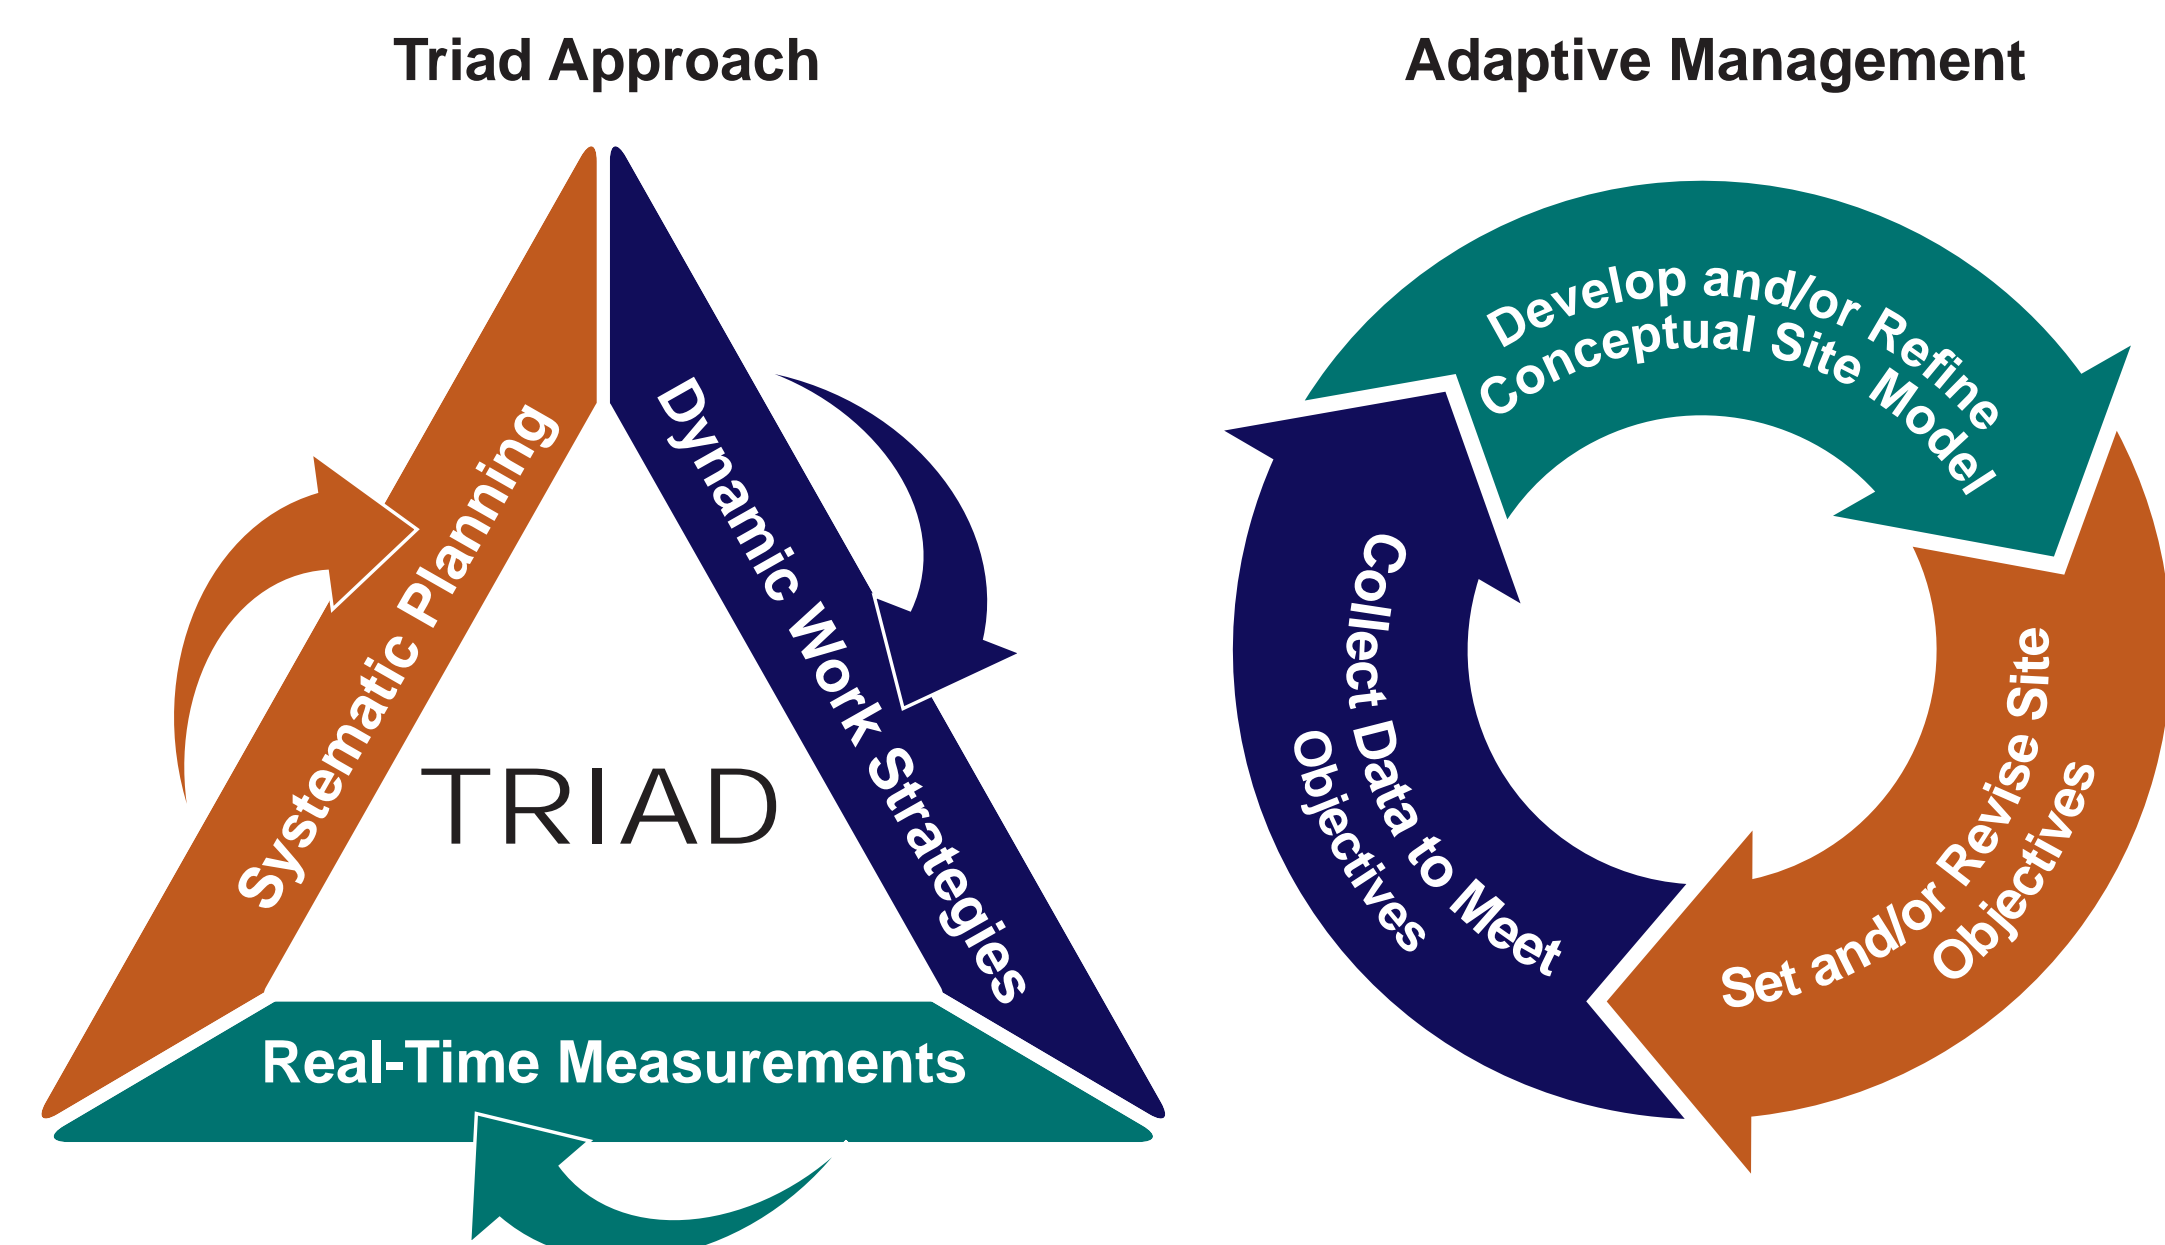 Triad Approach
Systematic Planning
Dynamic Work Strategies
TRIAD
Real-Time Measurements
Adaptive Management
Develop and/or Refine
Conceptual Site Model
Set and/or Revise Site
Objectives
Collect Data to Meet
Objectives